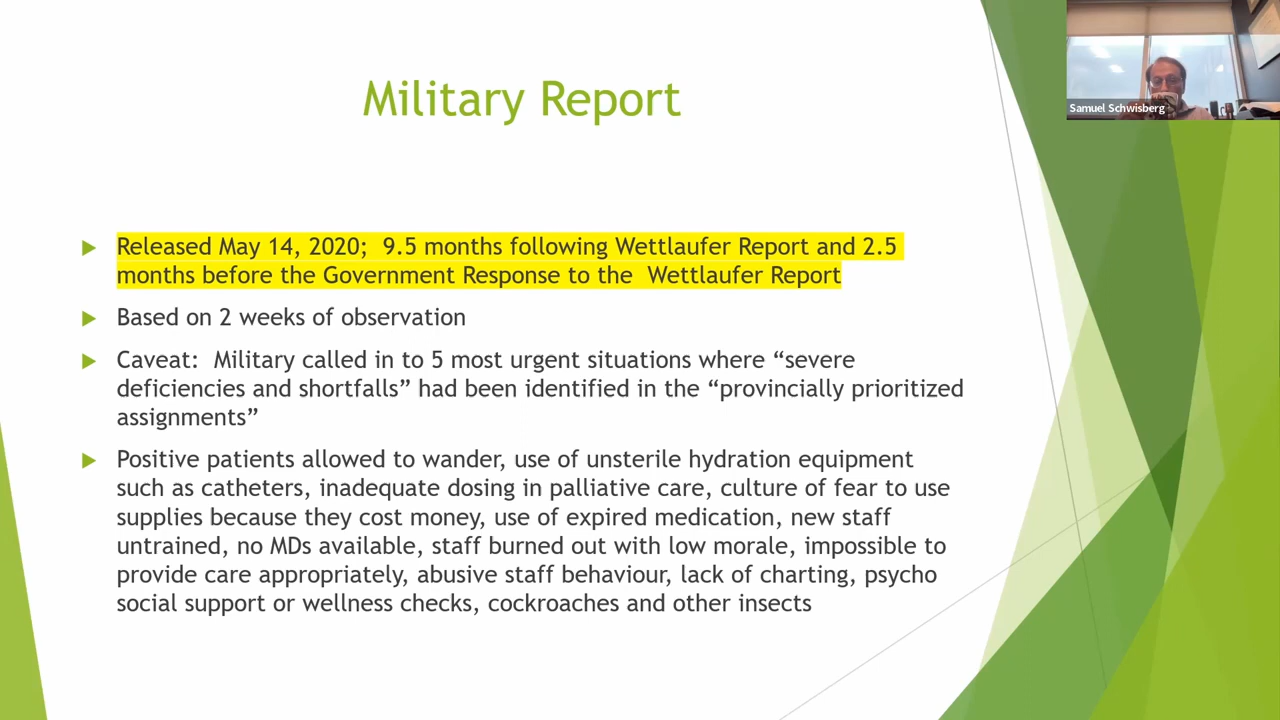 Military Report
Samuel Schwisberg
Released May 14, 2020;  9.5 months following Wettlaufer Report and 2.5
months before the Government Response to the  Wettlaufer Report
Based on 2 weeks of observation
Caveat:  Military called in to 5 most urgent situations where “severe
deficiencies and shortfalls” had been identified in the “provincially prioritized
assignments”
Positive patients allowed to wander, use of unsterile hydration equipment
such as catheters, inadequate dosing in palliative care, culture of fear to use
supplies because they cost money, use of expired medication, new staff
untrained, no MDs available, staff burned out with low morale, impossible to
provide care appropriately, abusive staff behaviour, lack of charting, psycho
social support or wellness checks, cockroaches and other insects